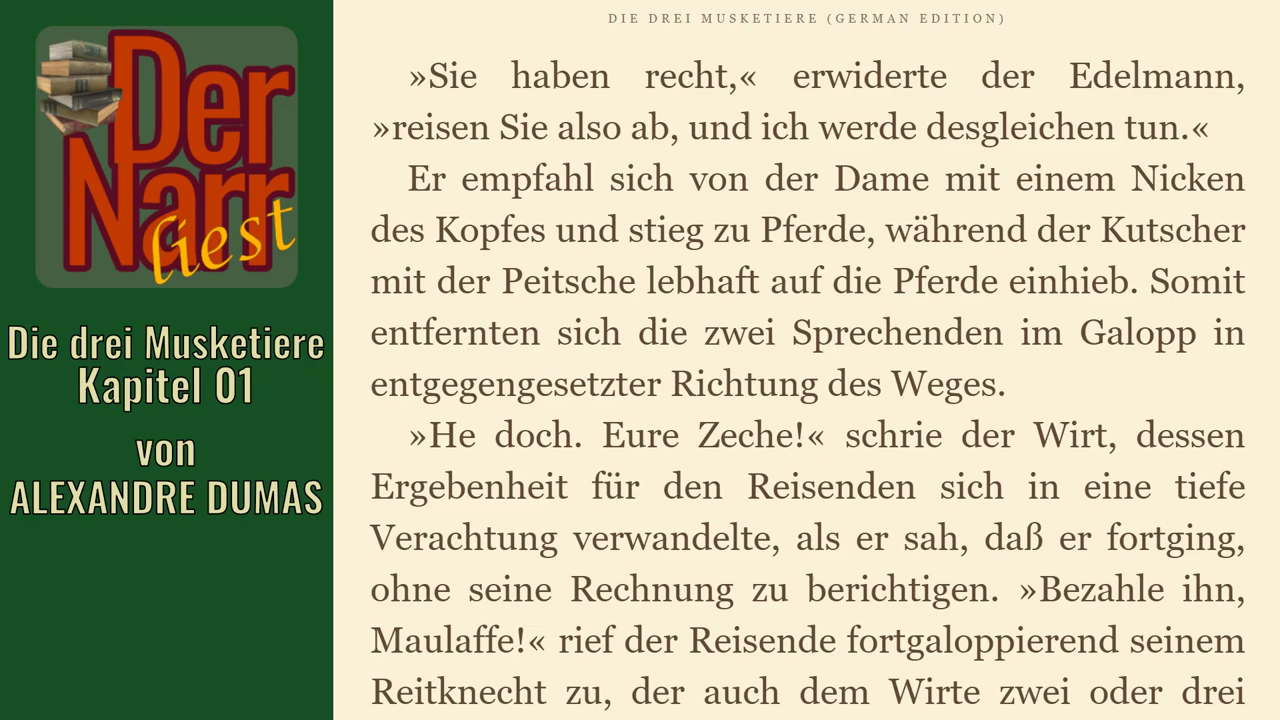 Der
Narr
liest
Die drei Musketiere
Kapitel 01
von
ALEXANDRE DUMAS
DIE DREI MUSKETIERE (GERMAN EDITION)
»Sie haben recht,« erwiderte der Edelmann,
»reisen Sie also ab, und ich werde desgleichen tun.«
Er empfahl sich von der Dame mit einem Nicken
des Kopfes und stieg zu Pferde, während der Kutscher
mit der Peitsche lebhaft auf die Pferde einhieb. Somit
entfernten sich die zwei Sprechenden im Galopp in
entgegengesetzter Richtung des Weges.
»He doch. Eure Zeche!« schrie der Wirt, dessen
Ergebenheit für den Reisenden sich in eine tiefe
Verachtung verwandelte, als er sah, daß er fortging,
ohne seine Rechnung zu berichtigen. »Bezahle ihn,
Maulaffe!« rief der Reisende fortgaloppierend seinem
Reitknecht zu, der auch dem Wirte zwei oder drei